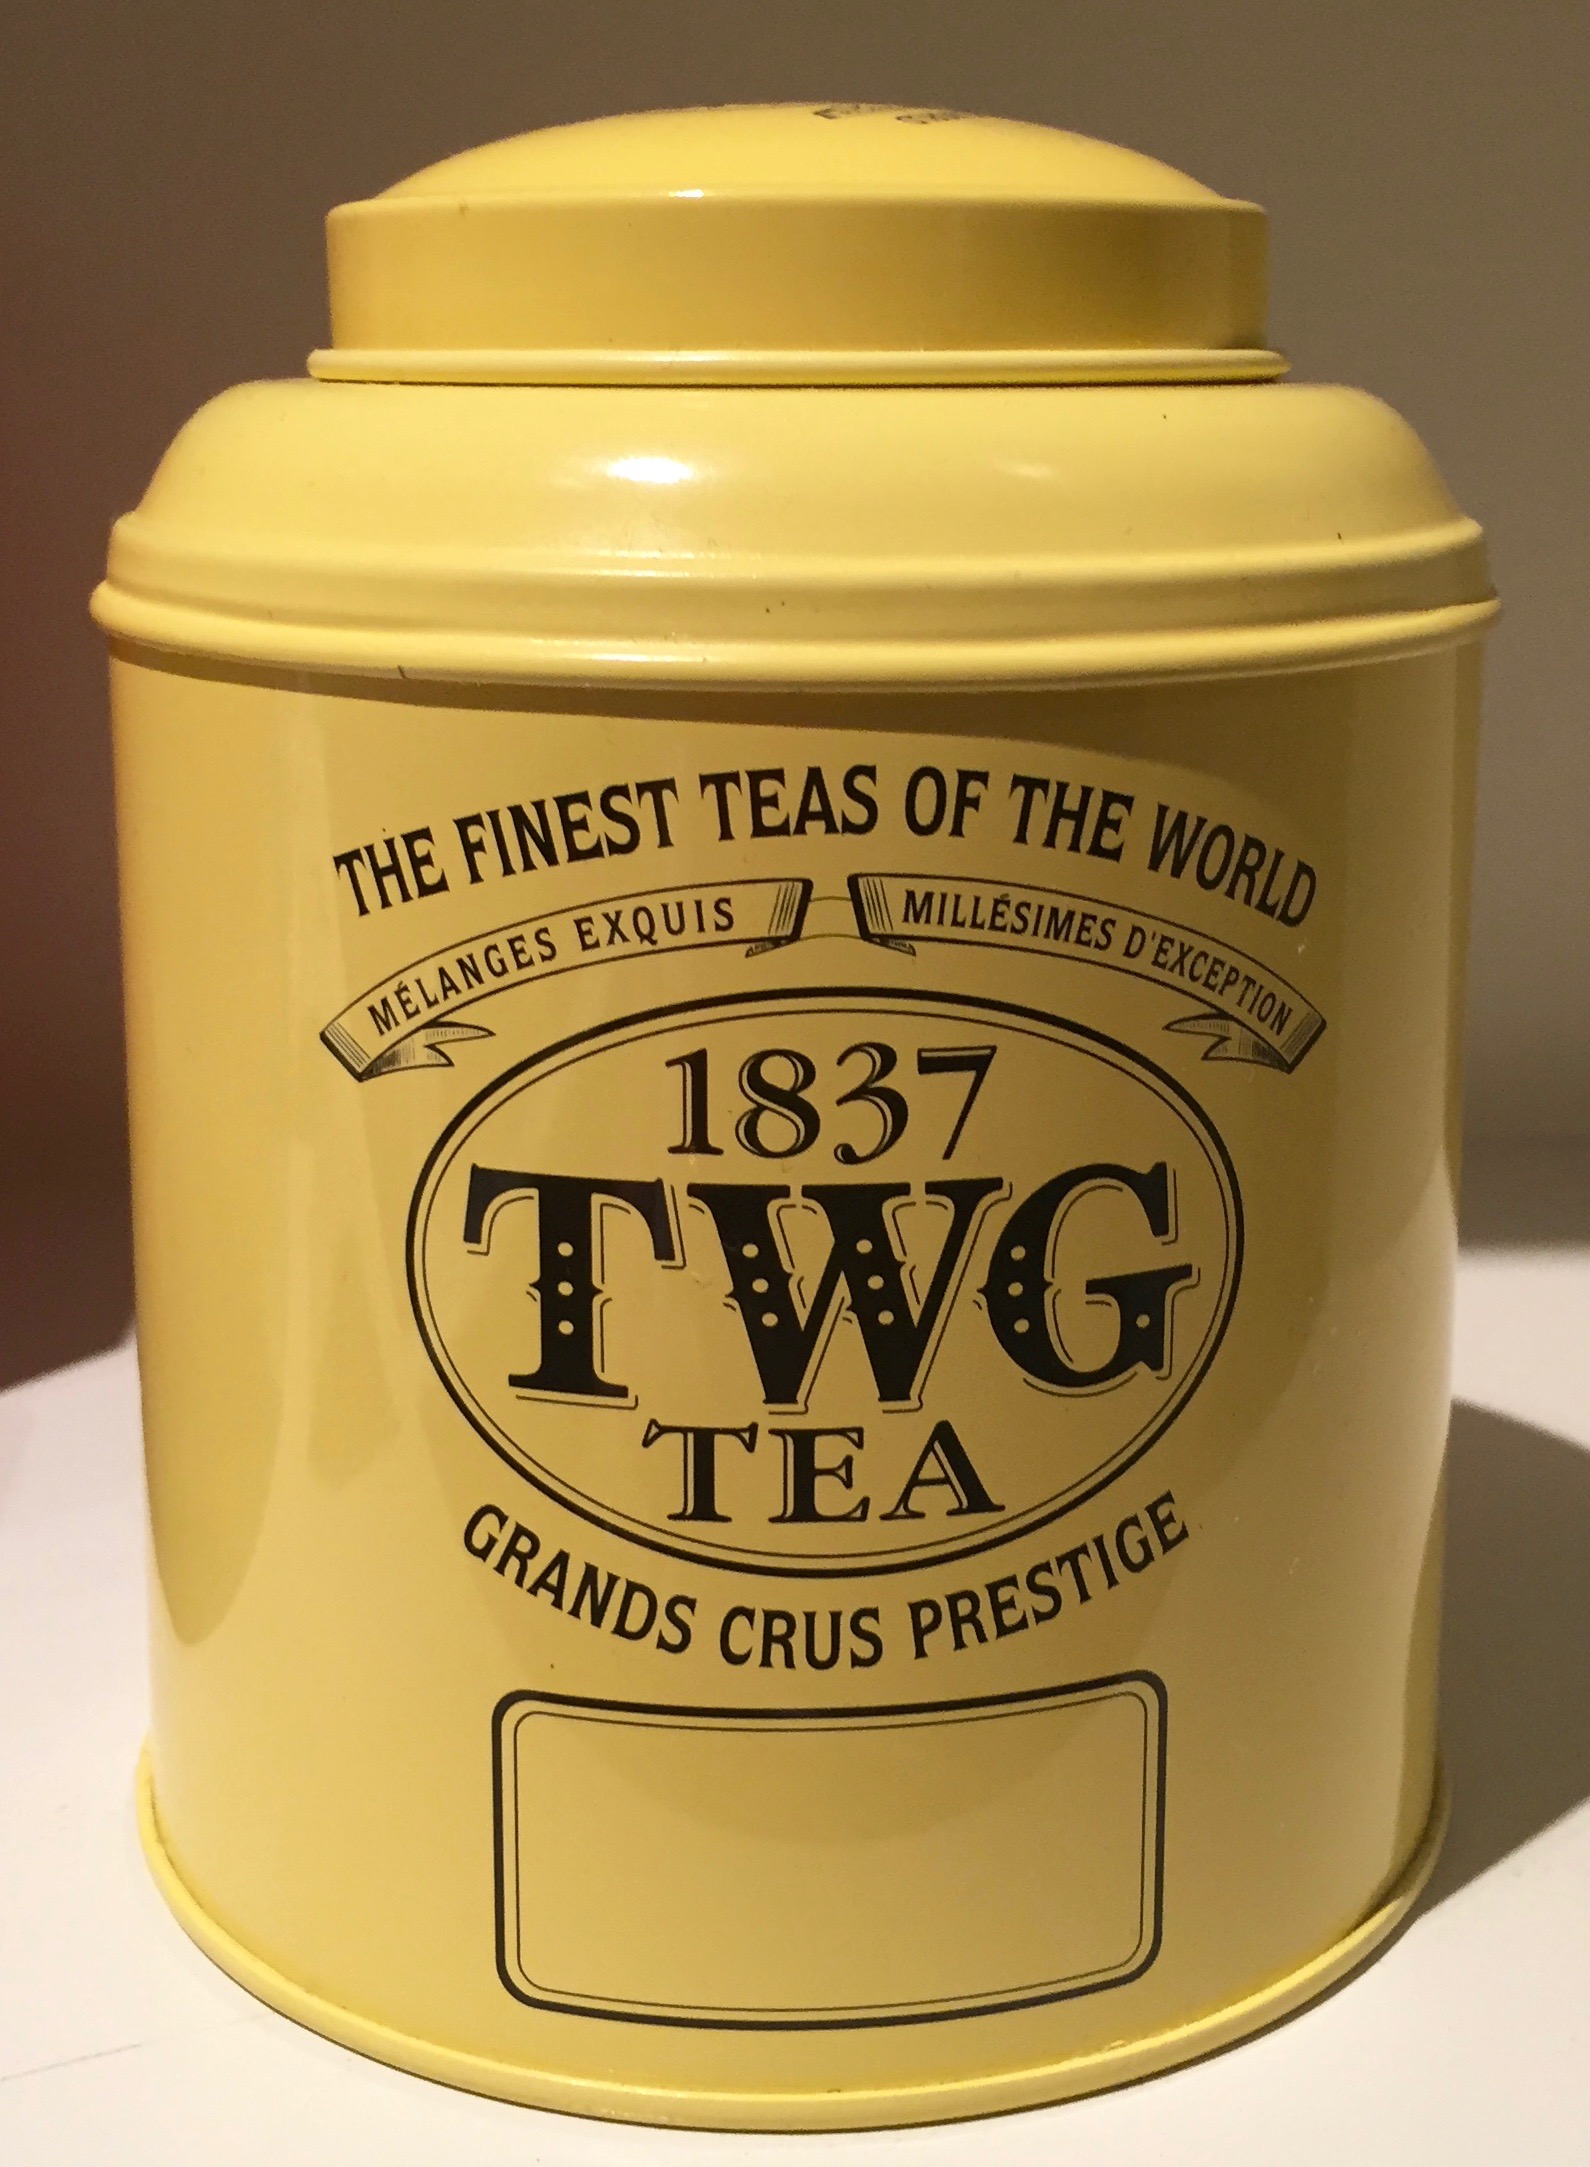 THE FINEST TEAS OF THE WORLD
MÉLANGES EXQUIS MILLÉSIMES D'EXCEPTION
1837
TWG
TEA
GRANDS CRUS PRESTIGE